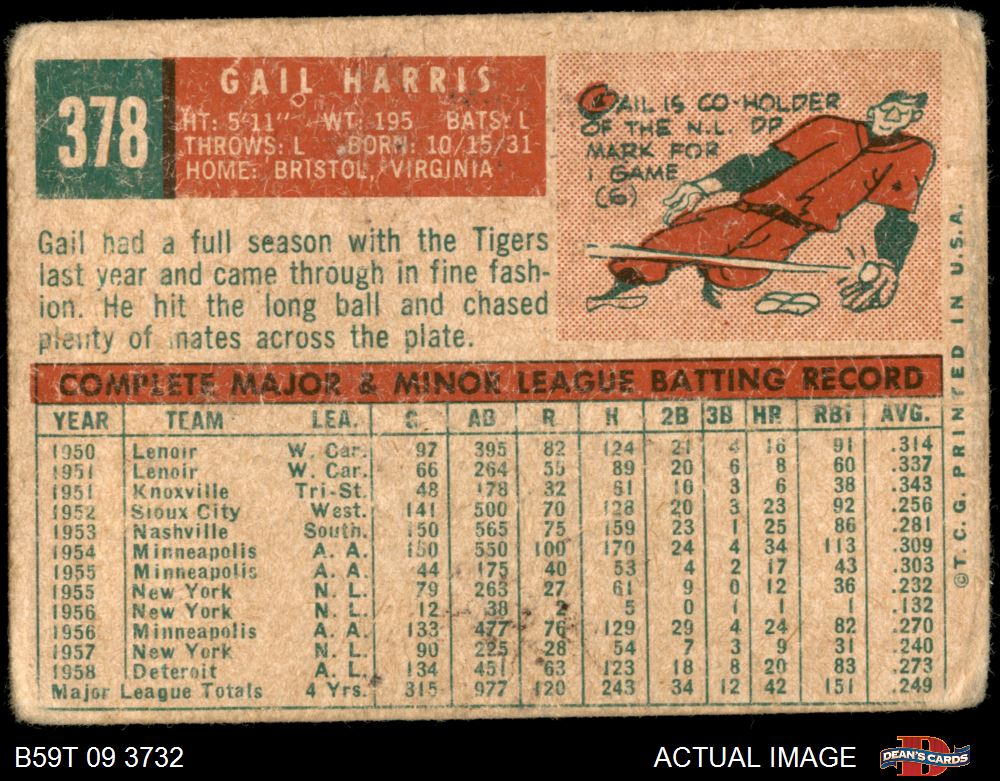 378
GAIL HARRIS
HT: 5'11" WT: 195 BATS: L
THROWS: L BORN: 10/15/31
HOME: BRISTOL, VIRGINIA
GAIL IS CO-HOLDER
OF THE N.L. DP
MARK FOR
1 GAME
(6)
Gail had a full season with the Tigers
last year and came through in fine fash-
ion. He hit the long ball and chased
plenty of mates across the plate.
COMPLETE MAJOR & MINOR LEAGUE BATTING RECORD
YEAR TEAM LEA. G AB R H 2B 3B HR RBI AVG.
1950 Lenoir W. Car. 97 395 82 124 21 4 16 91 .314
1951 Lenoir W. Car. 66 264 55 89 20 6 8 60 .337
1951 Knoxville Tri-St. 48 178 32 61 10 3 6 38 .343
1952 Sioux City West. 141 500 70 128 20 3 23 92 .256
1953 Nashville South. 150 565 75 159 23 1 25 86 .281
1954 Minneapolis A. A. 150 550 100 170 24 4 34 113 .309
1955 Minneapolis A. A. 44 175 40 53 4 2 17 43 .303
1955 New York N. L. 79 263 27 61 9 0 12 36 .232
1956 New York N. L. 12 38 2 5 0 1 1 1 .132
1956 Minneapolis A. A. 133 477 76 129 29 4 24 82 .270
1957 New York N. L. 90 225 28 54 7 3 9 31 .240
1958 Detroit A. L. 134 451 63 123 18 8 20 83 .273
Major League Totals 4 Yrs. 315 977 120 243 34 12 42 151 .249
©T. C. G. PRINTED IN U.S.A.
B59T 09 3732
ACTUAL IMAGE
D
DEAN'S CARDS